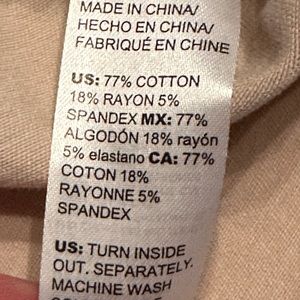 MADE IN CHINA/
HECHO EN CHINA/
FABRIQUÉ EN CHINE
US: 77% COTTON
18% RAYON 5%
SPANDEX MX: 77%
ALGODÓN 18% rayón
5% elastano CA: 77%
COTON 18%
RAYONNE 5%
SPANDEX
US: TURN INSIDE
OUT. SEPARATELY.
MACHINE WASH